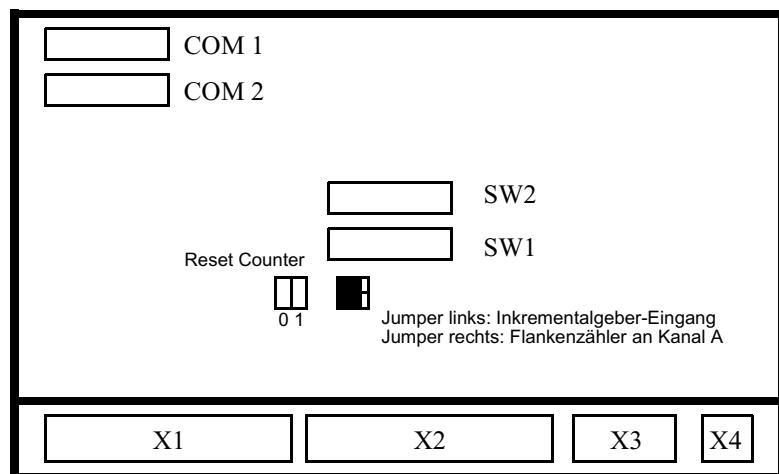 COM 1
COM 2
SW2
SW1
Reset Counter
0 1
Jumper links: Inkrementalgeber-Eingang
Jumper rechts: Flankenzähler an Kanal A
X1 X2 X3 X4